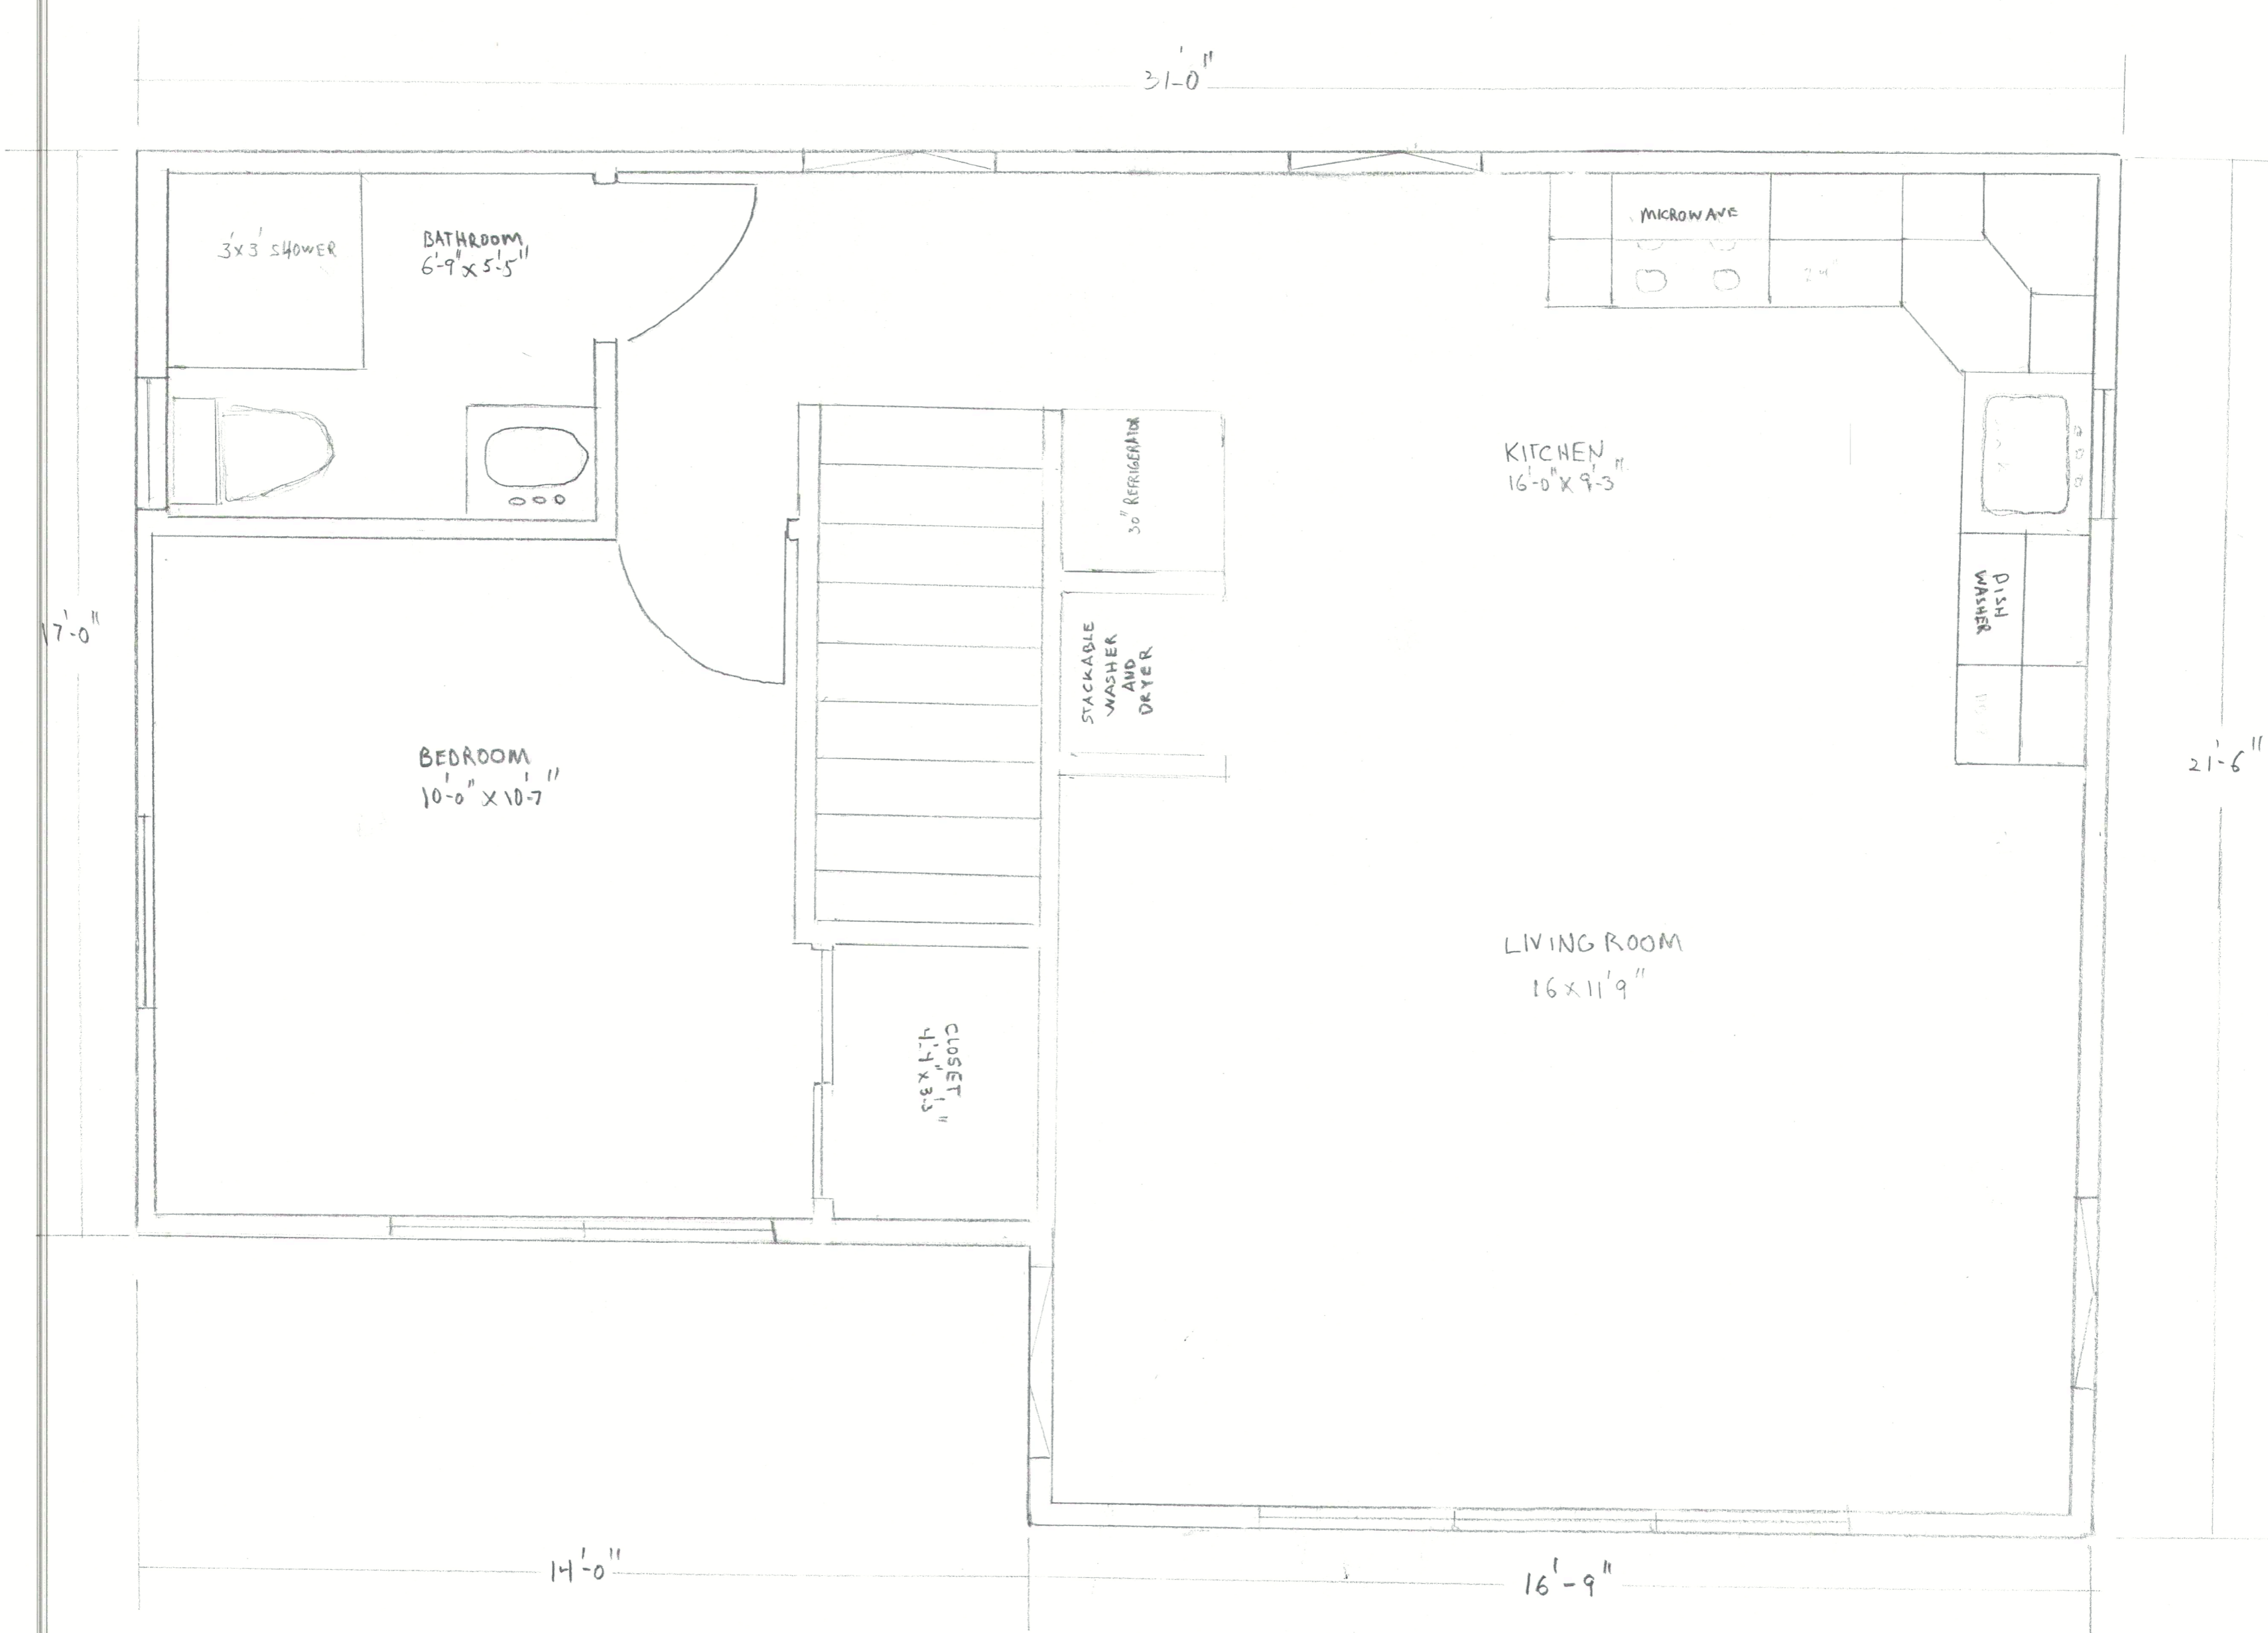 31'-0"
MICROWAVE
3'x3' SHOWER
BATHROOM
6'-9" x 5'-5"
30" REFRIGERATOR
KITCHEN
16'-0" X 9'-3"
DISH
WASHER
17'-0"
STACKABLE
WASHER
AND
DRYER
BEDROOM
10'-0" X 10'-7"
21'-6"
LIVING ROOM
16 X 11'9"
CLOSET
4'-4" X 3'-3"
14'-0"
16'-9"